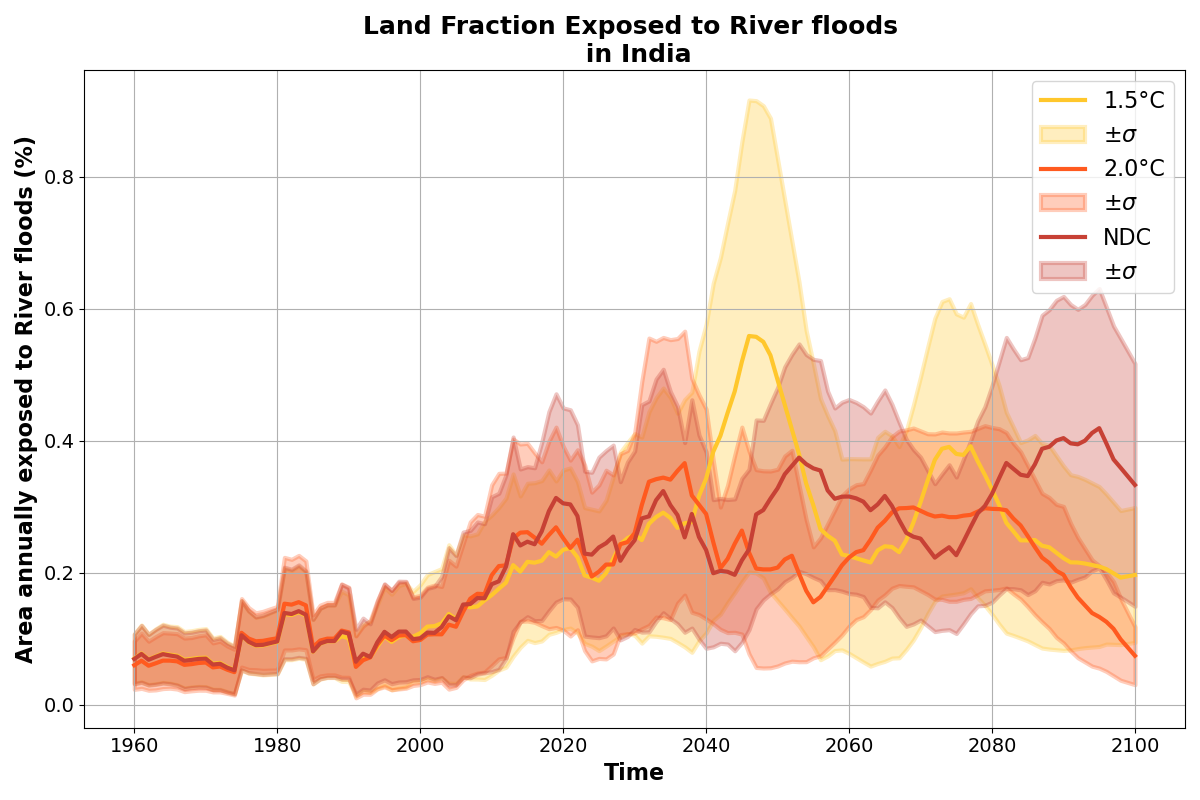 Land Fraction Exposed to River floods
in India
Area annually exposed to River floods (%)
0.8
0.6
0.4
0.2
0.0
1960 1980 2000 2020 2040 2060 2080 2100
Time
1.5°C
±σ
2.0°C
±σ
NDC
±σ